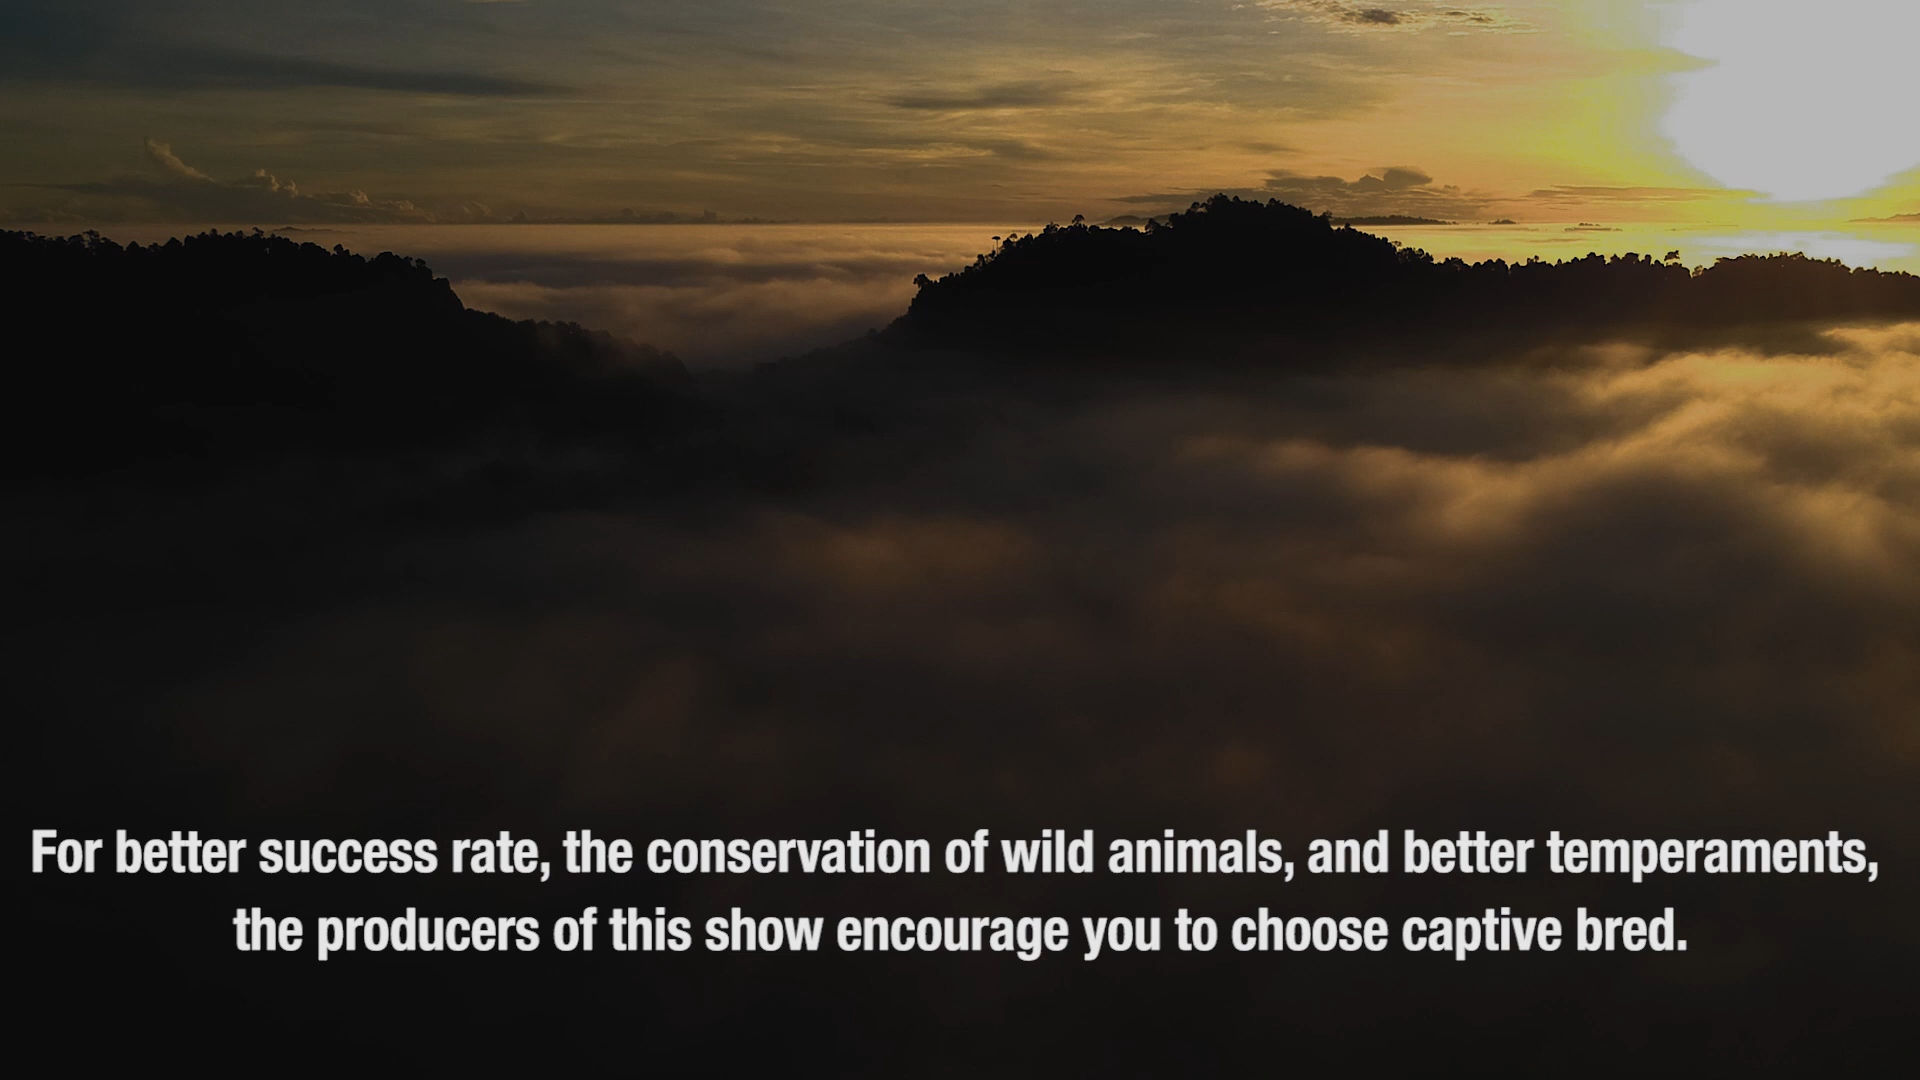 For better success rate, the conservation of wild animals, and better temperaments,
the producers of this show encourage you to choose captive bred.